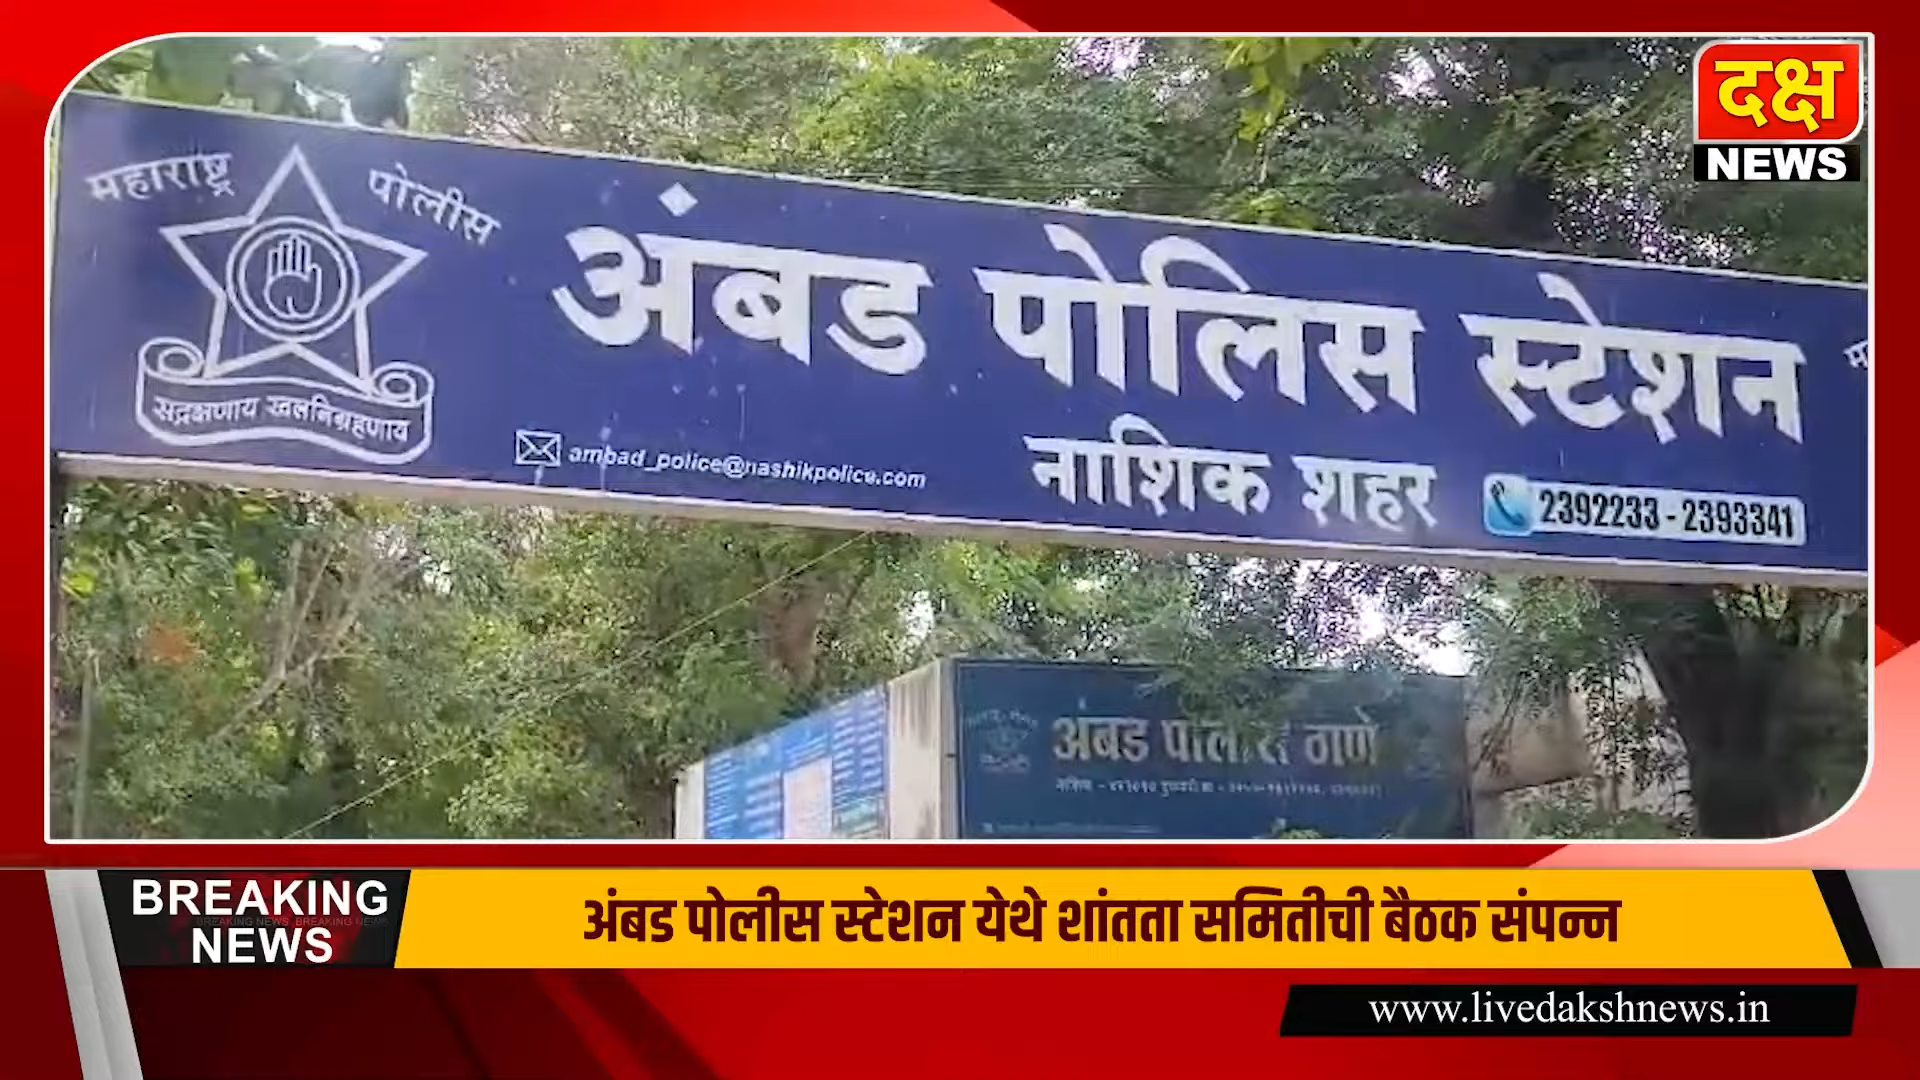 दक्ष
NEWS
महाराष्ट्र पोलीस
सद्रक्षणाय खलनिग्रहणाय
अंबड पोलिस स्टेशन
नाशिक शहर
ambad_police@nashikpolice.com
2392233 - 2393341
अंबड पोलीस ठाणे
BREAKING
NEWS
अंबड पोलीस स्टेशन येथे शांतता समितीची बैठक संपन्न
www.livedakshnews.in